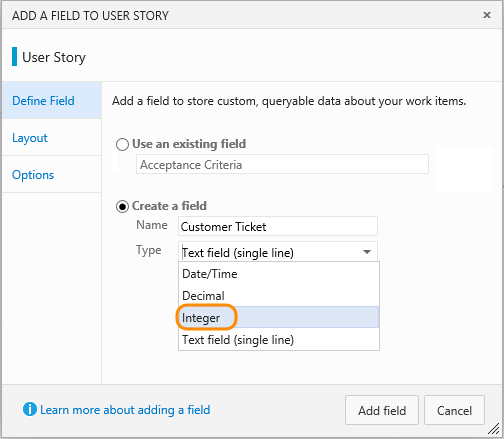 ADD A FIELD TO USER STORY
User Story
Define Field
Layout
Options
Add a field to store custom, queryable data about your work items.
Use an existing field
Acceptance Criteria
Create a field
Name Customer Ticket
Type Text field (single line)
Date/Time
Decimal
Integer
Text field (single line)
Learn more about adding a field
Add field Cancel